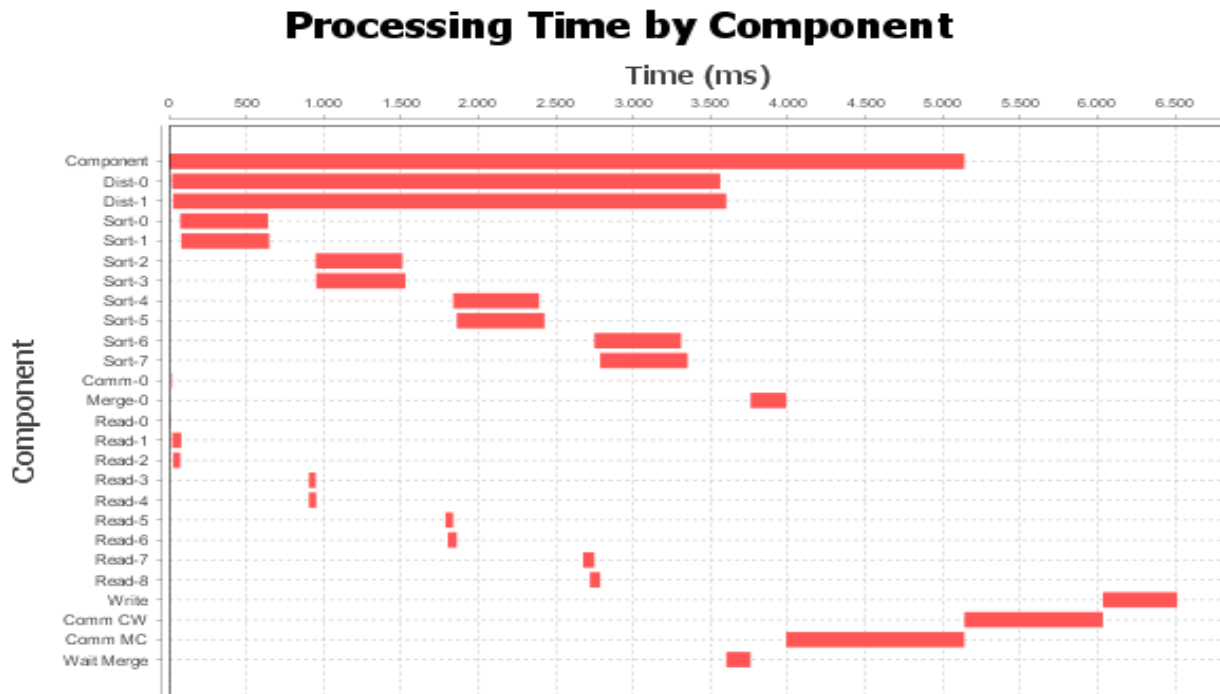 Processing Time by Component
Time (ms)
0 500 1.000 1.500 2.000 2.500 3.000 3.500 4.000 4.500 5.000 5.500 6.000 6.500
Component
Component
Dist-0
Dist-1
Sort-0
Sort-1
Sort-2
Sort-3
Sort-4
Sort-5
Sort-6
Sort-7
Comm-0
Merge-0
Read-0
Read-1
Read-2
Read-3
Read-4
Read-5
Read-6
Read-7
Read-8
Write
Comm CW
Comm MC
Wait Merge